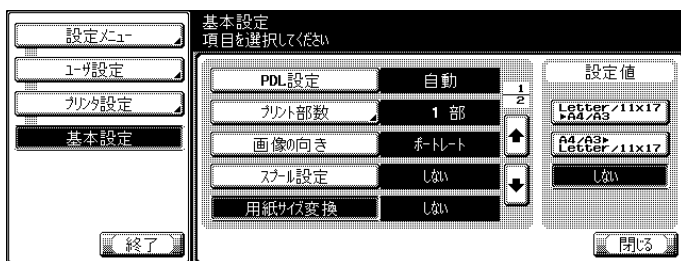 設定メニュー
ユーザ設定
プリンタ設定
基本設定
終了
基本設定
項目を選択してください
PDL設定 自動
プリント部数 1 部
画像の向き ポートレート
スプール設定 しない
用紙サイズ変換 しない
1
2
設定値
Letter/11x17
▶A4/A3
A4/A3▶
Letter/11x17
しない
閉じる